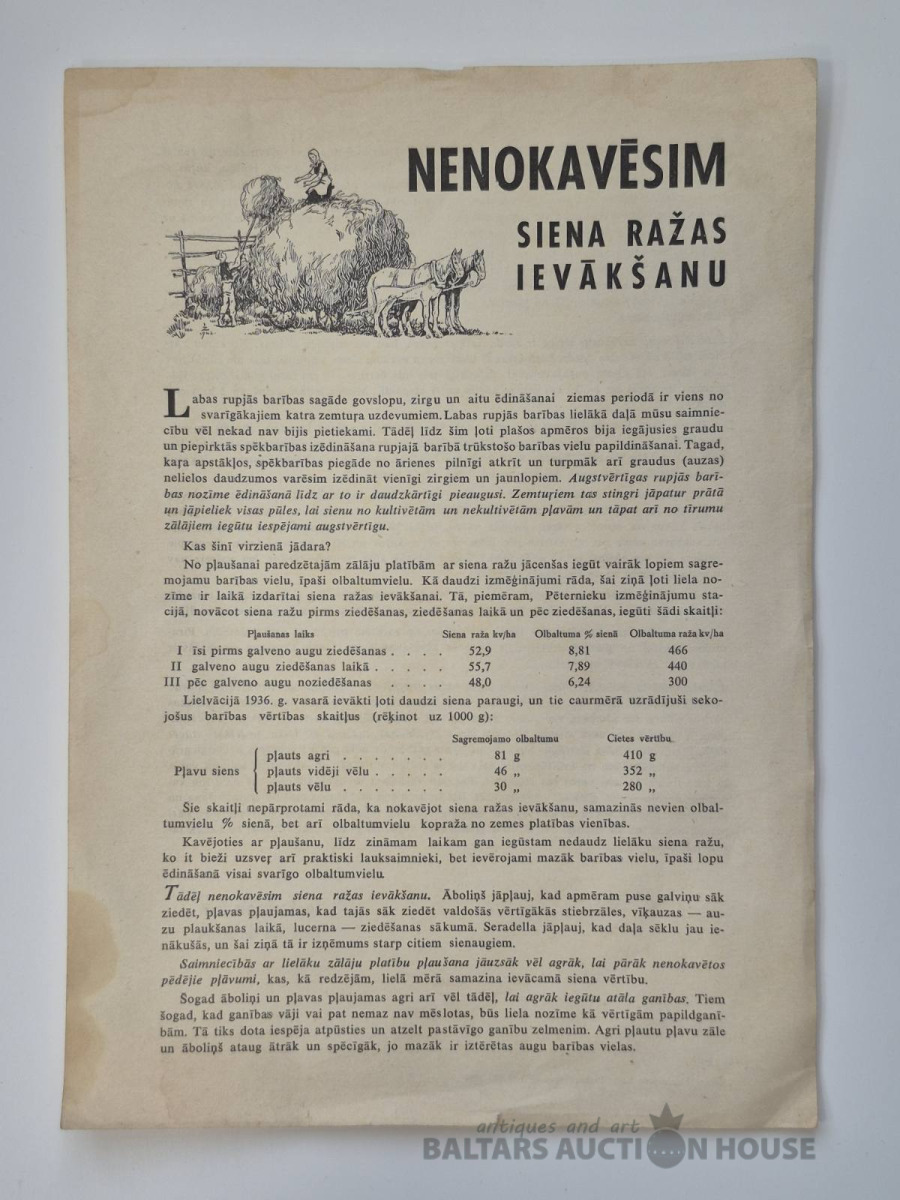 NENOKAVĒSIM
SIENA RAŽAS
IEVĀKŠANU
Labas rupjās barības sagāde govslopu, zirgu un aitu ēdināšanai ziemas periodā ir viens no
svarīgākajiem katra zemtuŗa uzdevumiem. Labas rupjās barības lielākā daļā mūsu saimnie-
cību vēl nekad nav bijis pietiekami. Tādēļ līdz šim ļoti plašos apmēros bija iegājusies graudu
un piepirktās spēkbarības izēdināšana rupjajā barībā trūkstošo barības vielu papildināšanai. Tagad,
kaŗa apstākļos, spēkbarības piegāde no ārienes pilnīgi atkrīt un turpmāk arī graudus (auzas)
nelielos daudzumos varēsim izēdināt vienīgi zirgiem un jaunlopiem. Augstvērtīgas rupjās barī-
bas nozīme ēdināšanā līdz ar to ir daudzkārtīgi pieaugusi. Zemtuŗiem tas stingri jāpatur prātā
un jāpieliek visas pūles, lai sienu no kultivētām un nekultivētām pļavām un tāpat arī no tīrumu
zālājiem iegūtu iespējami augstvērtīgu.
Kas šinī virzienā jādara?
No pļaušanai paredzētajām zālāju platībām ar siena ražu jācenšas iegūt vairāk lopiem sagre-
mojamu barības vielu, īpaši olbaltumvielu. Kā daudzi izmēģinājumi rāda, šai ziņā ļoti liela no-
zīme ir laikā izdarītai siena ražas ievākšanai. Tā, piemēram, Pēternieku izmēģinājumu sta-
cijā, novācot siena ražu pirms ziedēšanas, ziedēšanas laikā un pēc ziedēšanas, iegūti šādi skaitļi:
Pļaušanas laiks Siena raža kv/ha Olbaltuma % sienā Olbaltuma raža kv/ha
I īsi pirms galveno augu ziedēšanas . . . . 52,9 8,81 466
II galveno augu ziedēšanas laikā . . . . . 55,7 7,89 440
III pēc galveno augu noziedēšanas . . . . 48,0 6,24 300
Lielvācijā 1936. g. vasarā ievākti ļoti daudzi siena paraugi, un tie caurmērā uzrādījuši seko-
jošus barības vērtības skaitļus (rēķinot uz 1000 g):
Sagremojamo olbaltumu Cietes vērtību
pļauts agri . . . . . . . 81 g 410 g
Pļavu siens { pļauts vidēji vēlu . . . . . 46 „ 352 „
pļauts vēlu . . . . . . . 30 „ 280 „
Šie skaitļi nepārprotami rāda, ka nokavējot siena ražas ievākšanu, samazinās nevien olbal-
tumvielu % sienā, bet arī olbaltumvielu kopraža no zemes platības vienības.
Kavējoties ar pļaušanu, līdz zināmam laikam gan iegūstam nedaudz lielāku siena ražu,
ko it bieži uzsveŗ arī praktiski lauksaimnieki, bet ievērojami mazāk barības vielu, īpaši lopu
ēdināšanā visai svarīgo olbaltumvielu.
Tādēļ nenokavēsim siena ražas ievākšanu. Āboliņš jāpļauj, kad apmēram puse galviņu sāk
ziedēt, pļavas pļaujamas, kad tajās sāk ziedēt valdošās vērtīgākās stiebrzāles, vīķauzas — au-
zu plaukšanas laikā, lucerna — ziedēšanas sākumā. Seradella jāpļauj, kad daļa sēklu jau ie-
nākušās, un šai ziņā tā ir izņēmums starp citiem sienaugiem.
Saimniecībās ar lielāku zālāju platību pļaušana jāuzsāk vēl agrāk, lai pārāk nenokavētos
pēdējie pļāvumi, kas, kā redzējām, lielā mērā samazina ievācamā siena vērtību.
Šogad āboliņi un pļavas pļaujamas agri arī vēl tādēļ, lai agrāk iegūtu atāla ganības. Tiem
šogad, kad ganības vāji vai pat nemaz nav mēslotas, būs liela nozīme kā vērtīgām papildganī-
bām. Tā tiks dota iespēja atpūsties un atzelt pastāvīgo ganību zelmenim. Agri pļautu pļavu zāle
un āboliņš ataug ātrāk un spēcīgāk, jo mazāk ir iztērētas augu barības vielas.
antiques and art
BALTARS AUCTION HOUSE